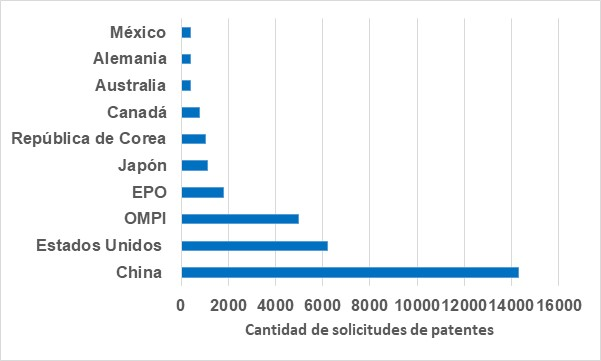 México
Alemania
Australia
Canadá
República de Corea
Japón
EPO
OMPI
Estados Unidos
China
0 2000 4000 6000 8000 10000 12000 14000 16000
Cantidad de solicitudes de patentes